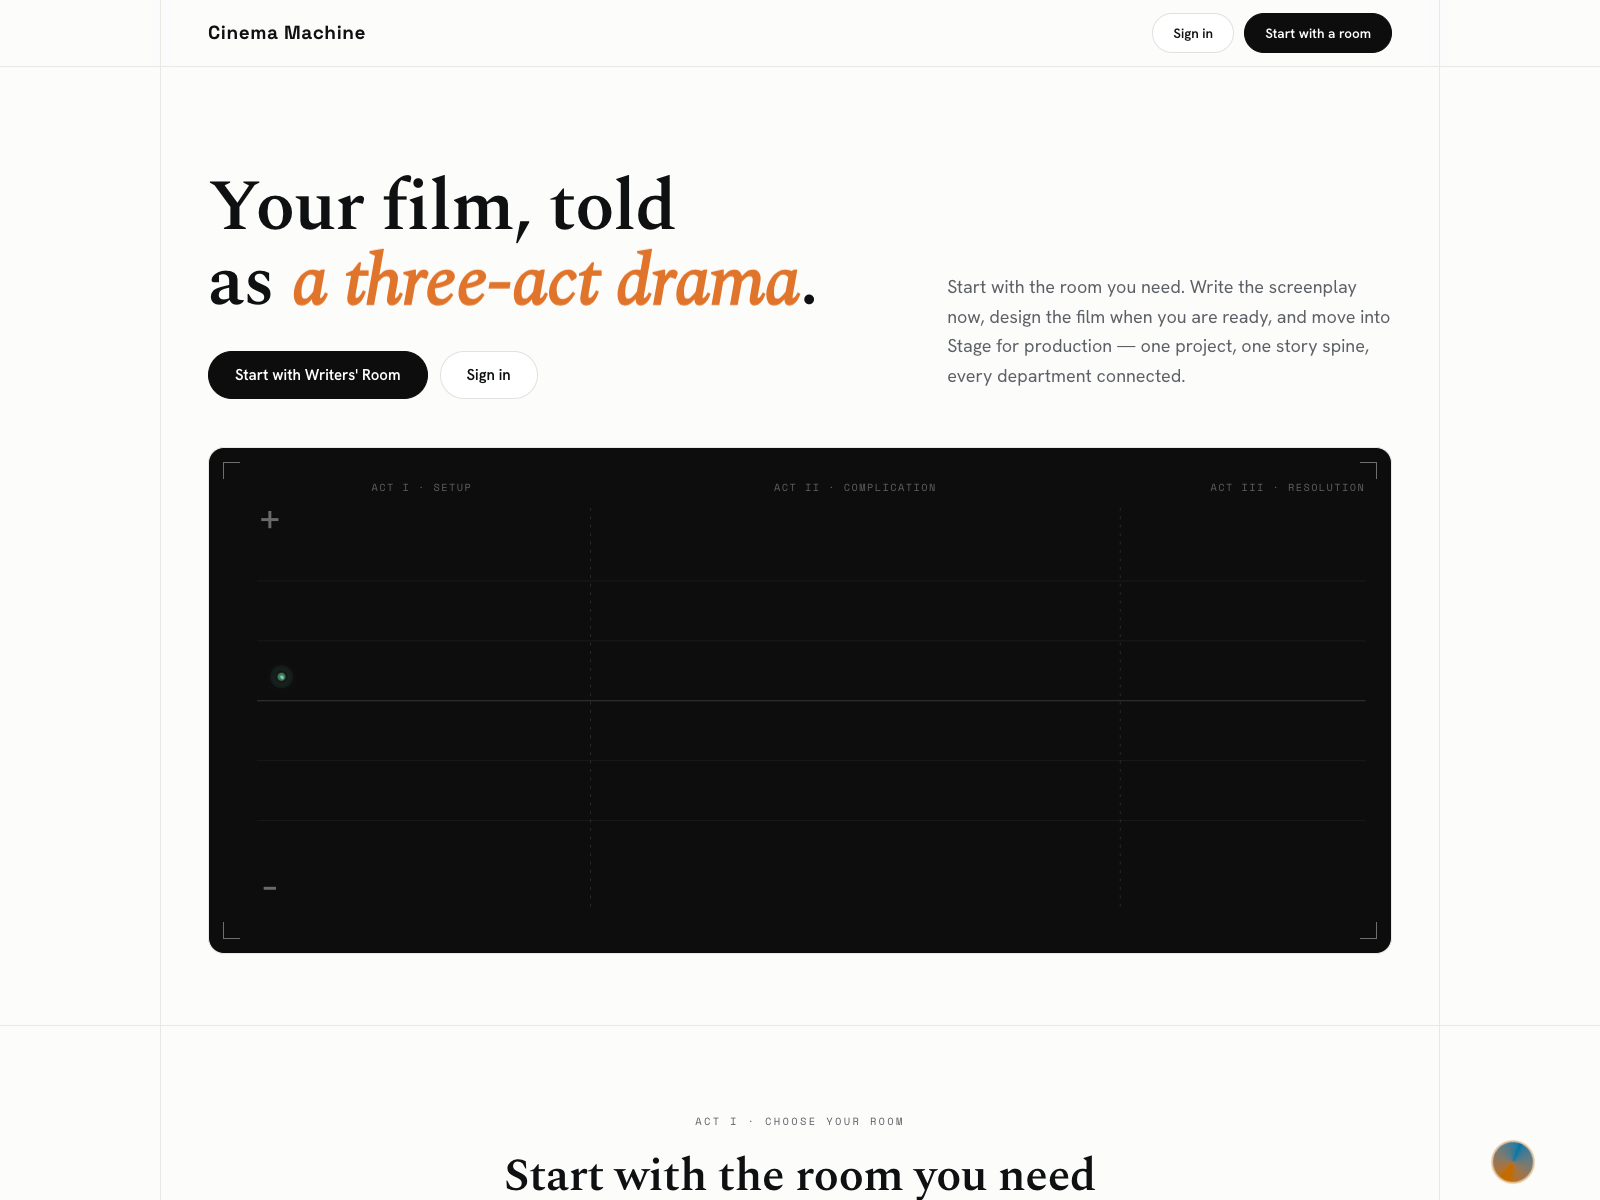 Cinema Machine
Sign in
Start with a room
Your film, told
as a three-act drama.
Start with the room you need. Write the screenplay
now, design the film when you are ready, and move into
Stage for production — one project, one story spine,
every department connected.
Start with Writers' Room
Sign in
ACT I · SETUP
ACT II · COMPLICATION
ACT III · RESOLUTION
+
−
ACT I · CHOOSE YOUR ROOM
Start with the room you need